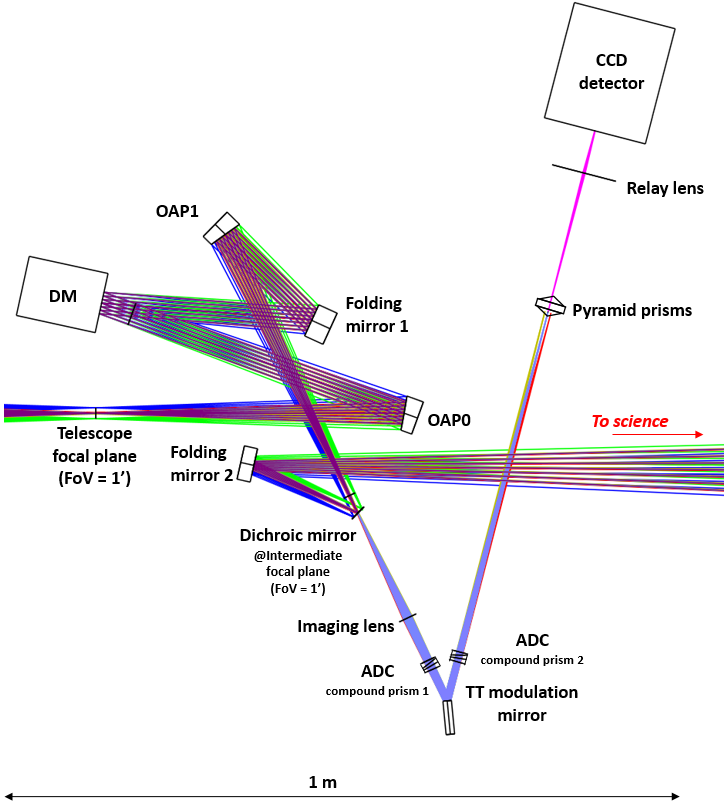 CCD
detector
Relay lens
OAP1
DM
Folding
mirror 1
Pyramid prisms
OAP0
To science
Telescope
focal plane
(FoV = 1’)
Folding
mirror 2
Dichroic mirror
@Intermediate
focal plane
(FoV = 1’)
Imaging lens
ADC
compound prism 2
ADC
compound prism 1
TT modulation
mirror
1 m